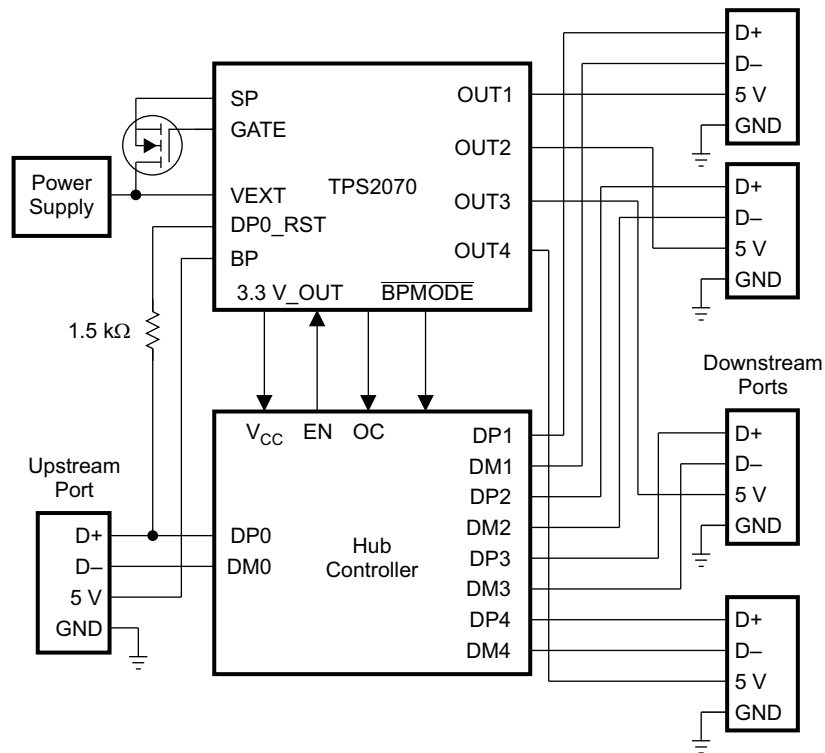 SP
GATE
VEXT
DP0_RST
BP
3.3 V_OUT
BPMODE
TPS2070
OUT1
OUT2
OUT3
OUT4
Power
Supply
1.5 kΩ
Upstream
Port
D+
D–
5 V
GND
VCC
EN
OC
DP0
DM0
Hub
Controller
DP1
DM1
DP2
DM2
DP3
DM3
DP4
DM4
D+
D–
5 V
GND
D+
D–
5 V
GND
Downstream
Ports
D+
D–
5 V
GND
D+
D–
5 V
GND